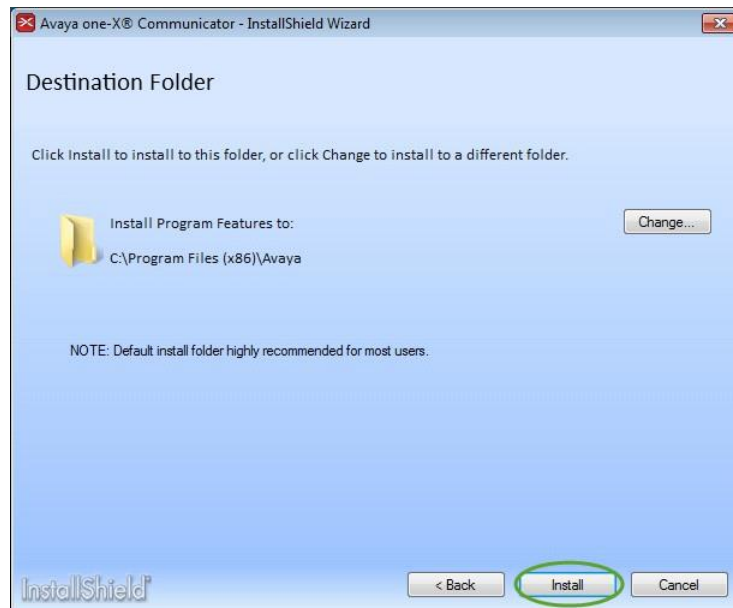 Avaya one-X® Communicator - InstallShield Wizard
Destination Folder
Click Install to install to this folder, or click Change to install to a different folder.
Install Program Features to:
Change...
C:\Program Files (x86)\Avaya
NOTE: Default install folder highly recommended for most users.
InstallShield®
< Back
Install
Cancel